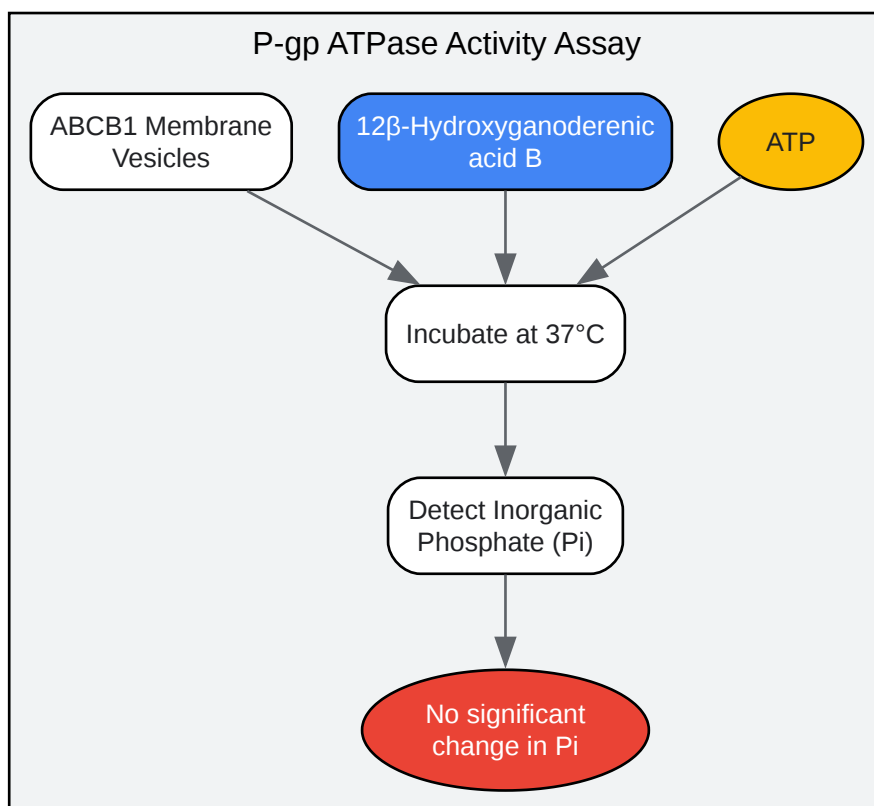 P-gp ATPase Activity Assay
ABCB1 Membrane
Vesicles
12β-Hydroxyganoderenic
acid B
ATP
Incubate at 37°C
Detect Inorganic
Phosphate (Pi)
No significant
change in Pi